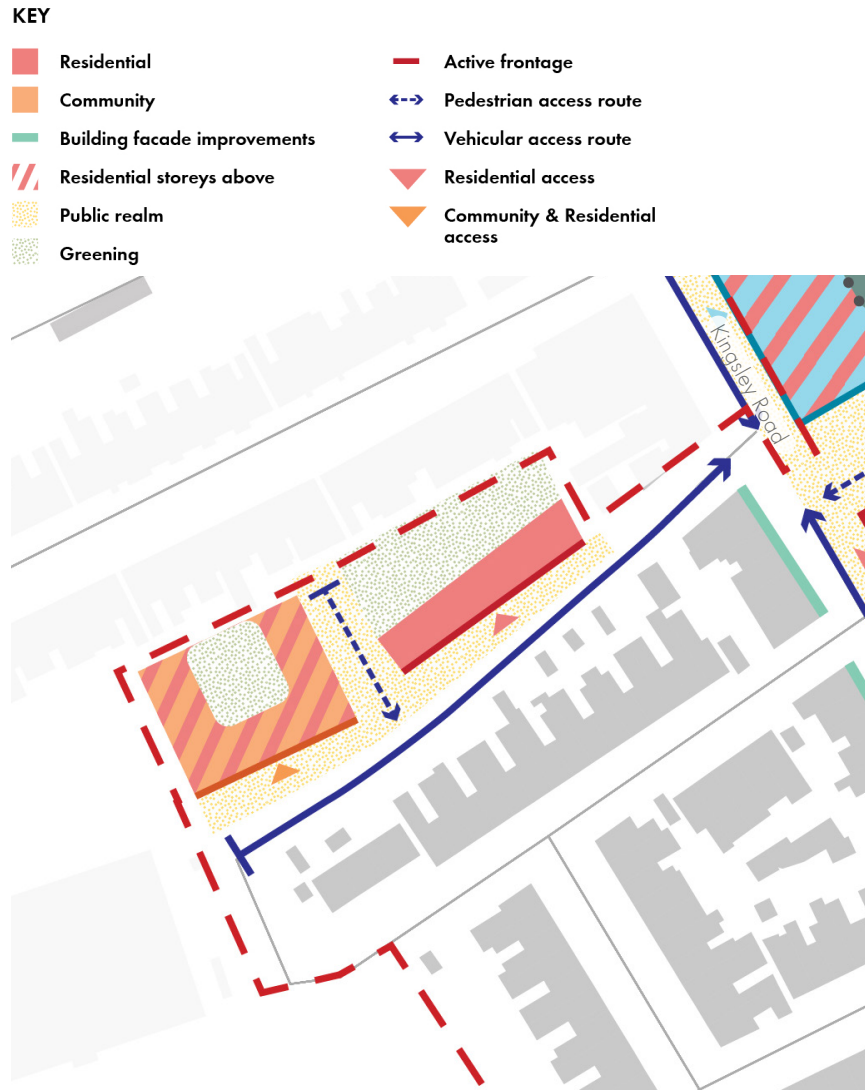 KEY
Residential
Community
Building facade improvements
Residential storeys above
Public realm
Greening
Active frontage
Pedestrian access route
Vehicular access route
Residential access
Community & Residential
access
Kingsley Road